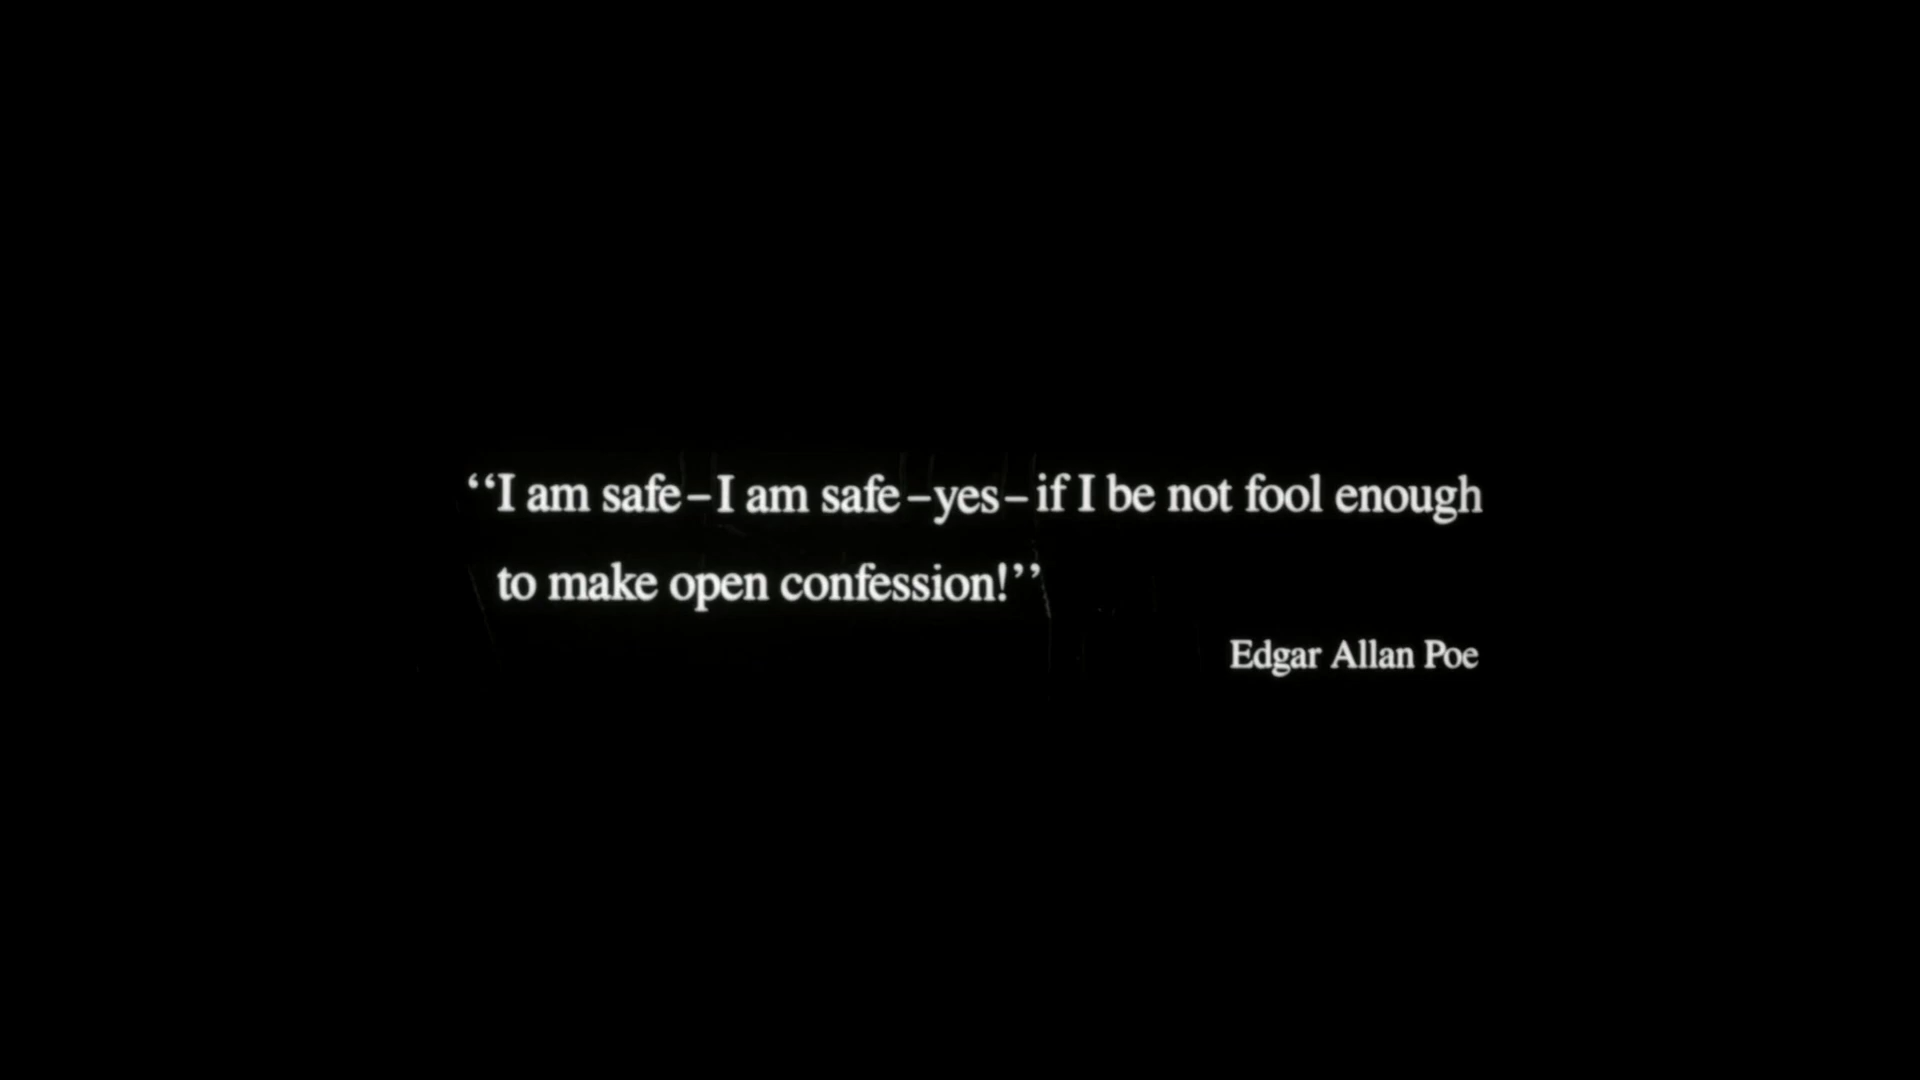 ‘‘I am safe–I am safe–yes–if I be not fool enough
to make open confession!’’
Edgar Allan Poe